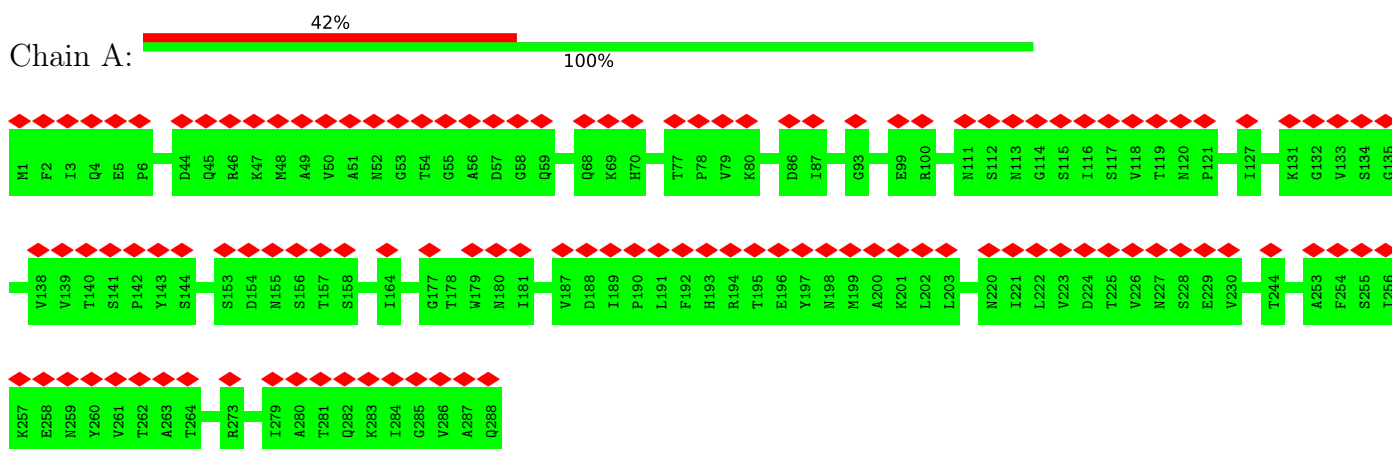 42%
Chain A:
100%
M1 F2 I3 Q4 E5 P6 D44 Q45 R46 K47 M48 A49 V50 A51 N52 G53 T54 G55 A56 D57 G58 Q59 Q68 K69 H70 T77 P78 V79 K80 D86 I87 G93 E99 R100 N111 S112 N113 G114 S115 I116 S117 V118 T119 N120 P121 I127 K131 G132 V133 S134 G135
V138 V139 T140 S141 P142 Y143 S144 S153 D154 N155 S156 T157 S158 I164 G177 T178 W179 N180 I181 V187 D188 I189 P190 L191 F192 H193 R194 T195 E196 Y197 N198 M199 A200 K201 L202 L203 N220 I221 L222 V223 D224 T225 V226 N227 S228 E229 V230 T244 A253 F254 S255 I256
K257 E258 N259 Y260 V261 T262 A263 T264 R273 I279 A280 T281 Q282 K283 I284 G285 V286 A287 Q288